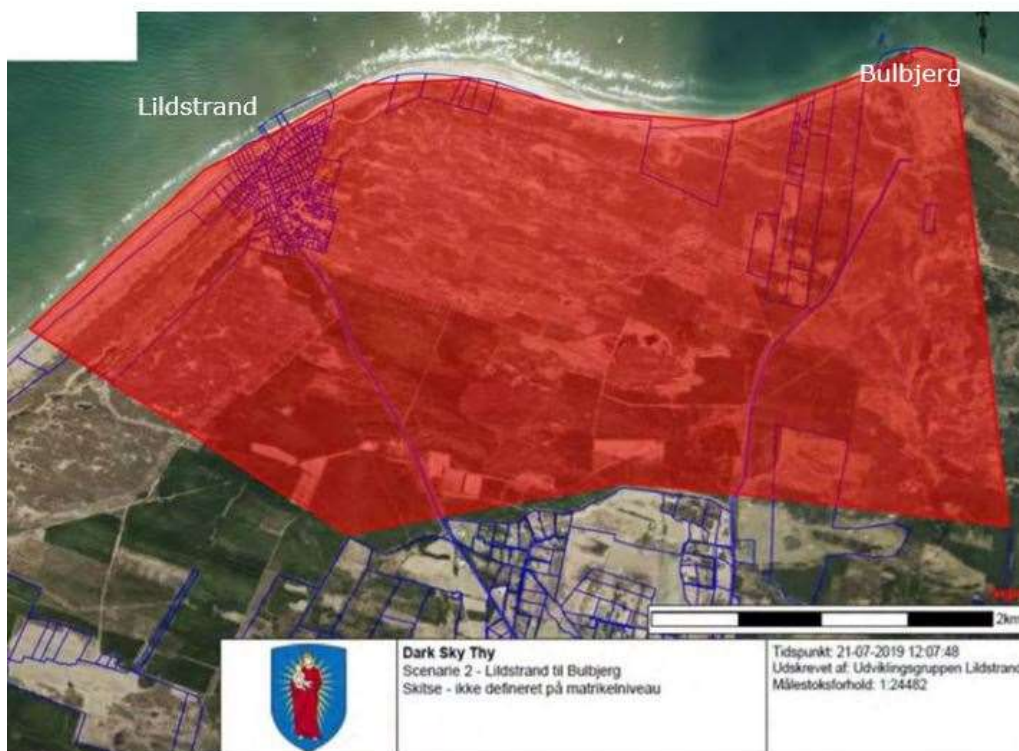 Bulbjerg
Lildstrand
2km
Dark Sky Thy
Scenarie 2 - Lildstrand til Bulbjerg
Skitse - ikke defineret på matrikelniveau
Tidspunkt: 21-07-2019 12:07:48
Udskrevet af: Udviklingsgruppen Lildstrand
Målestoksforhold: 1:24482